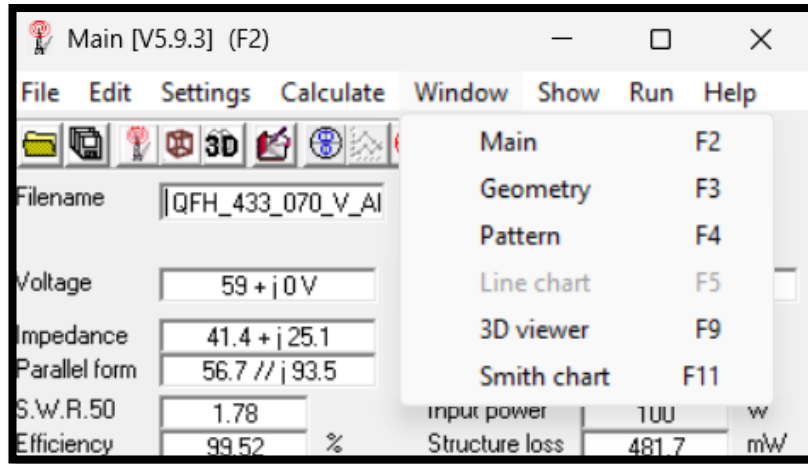 Main [V5.9.3] (F2)
File Edit Settings Calculate Window Show Run Help
3D
Main F2
Geometry F3
Pattern F4
Line chart F5
3D viewer F9
Smith chart F11
Filename QFH_433_070_V_Al
Voltage 59 + j 0 V
Impedance 41.4 + j 25.1
Parallel form 56.7 // j 93.5
S.W.R.50 1.78 Input power 100 W
Efficiency 99.52 % Structure loss 481.7 mW